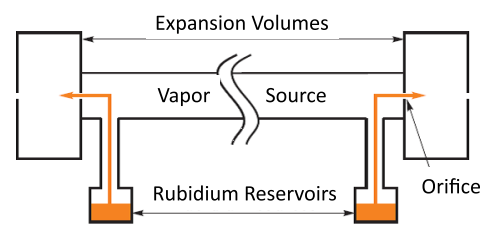 Expansion Volumes
Vapor Source
Rubidium Reservoirs
Orifice